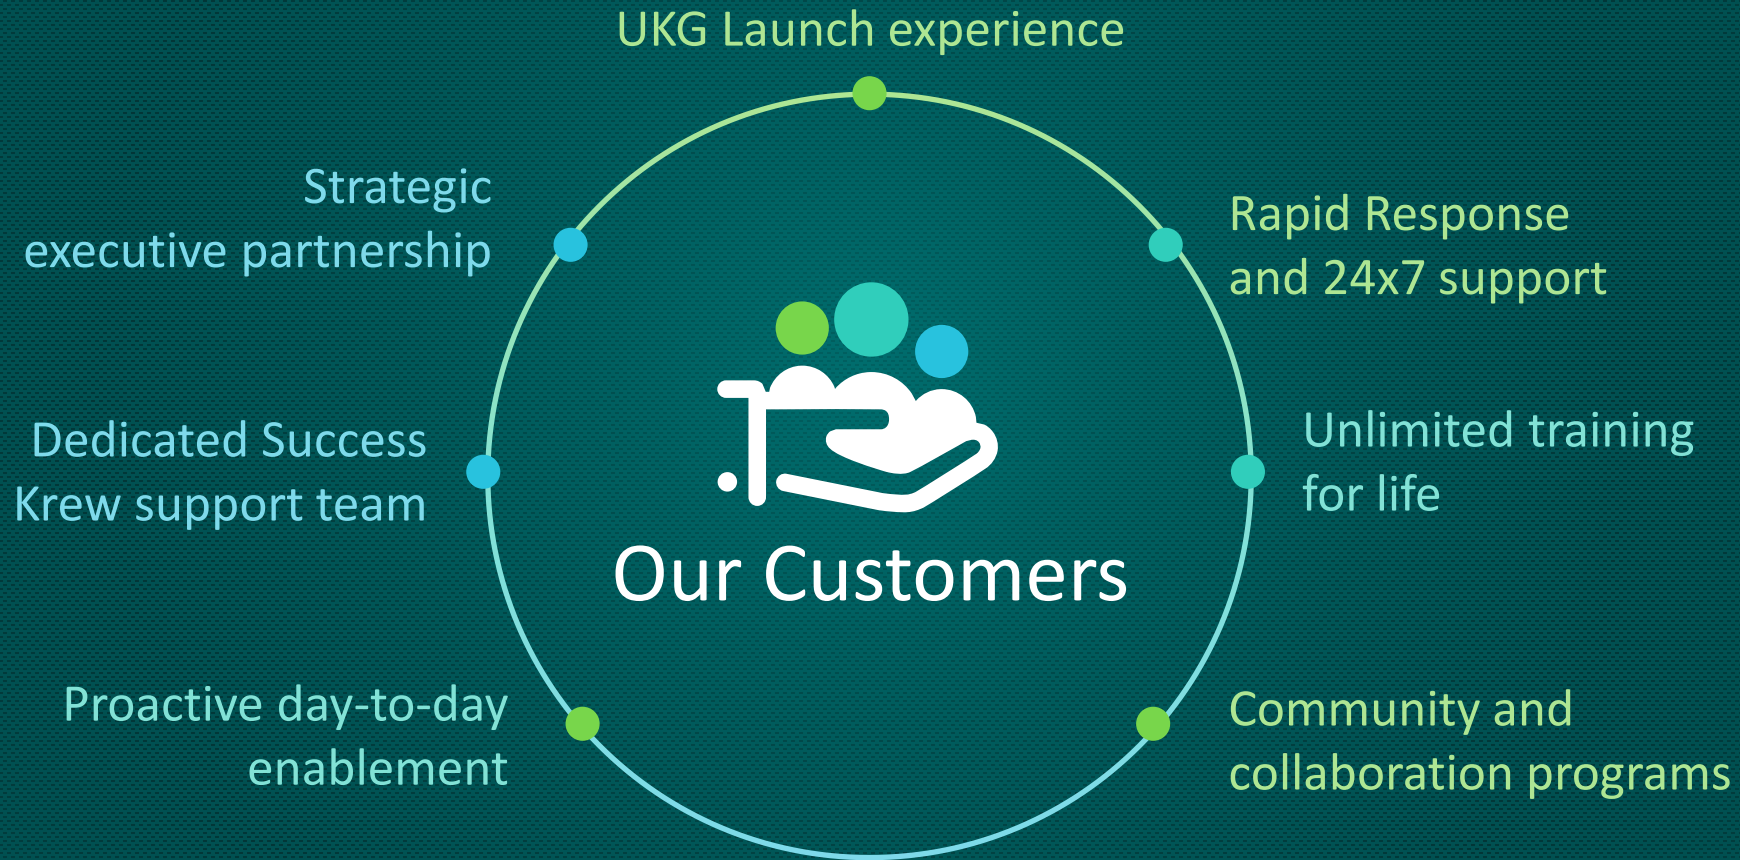 UKG Launch experience
Strategic
executive partnership
Rapid Response
and 24x7 support
Dedicated Success
Krew support team
Unlimited training
for life
Our Customers
Proactive day-to-day
enablement
Community and
collaboration programs